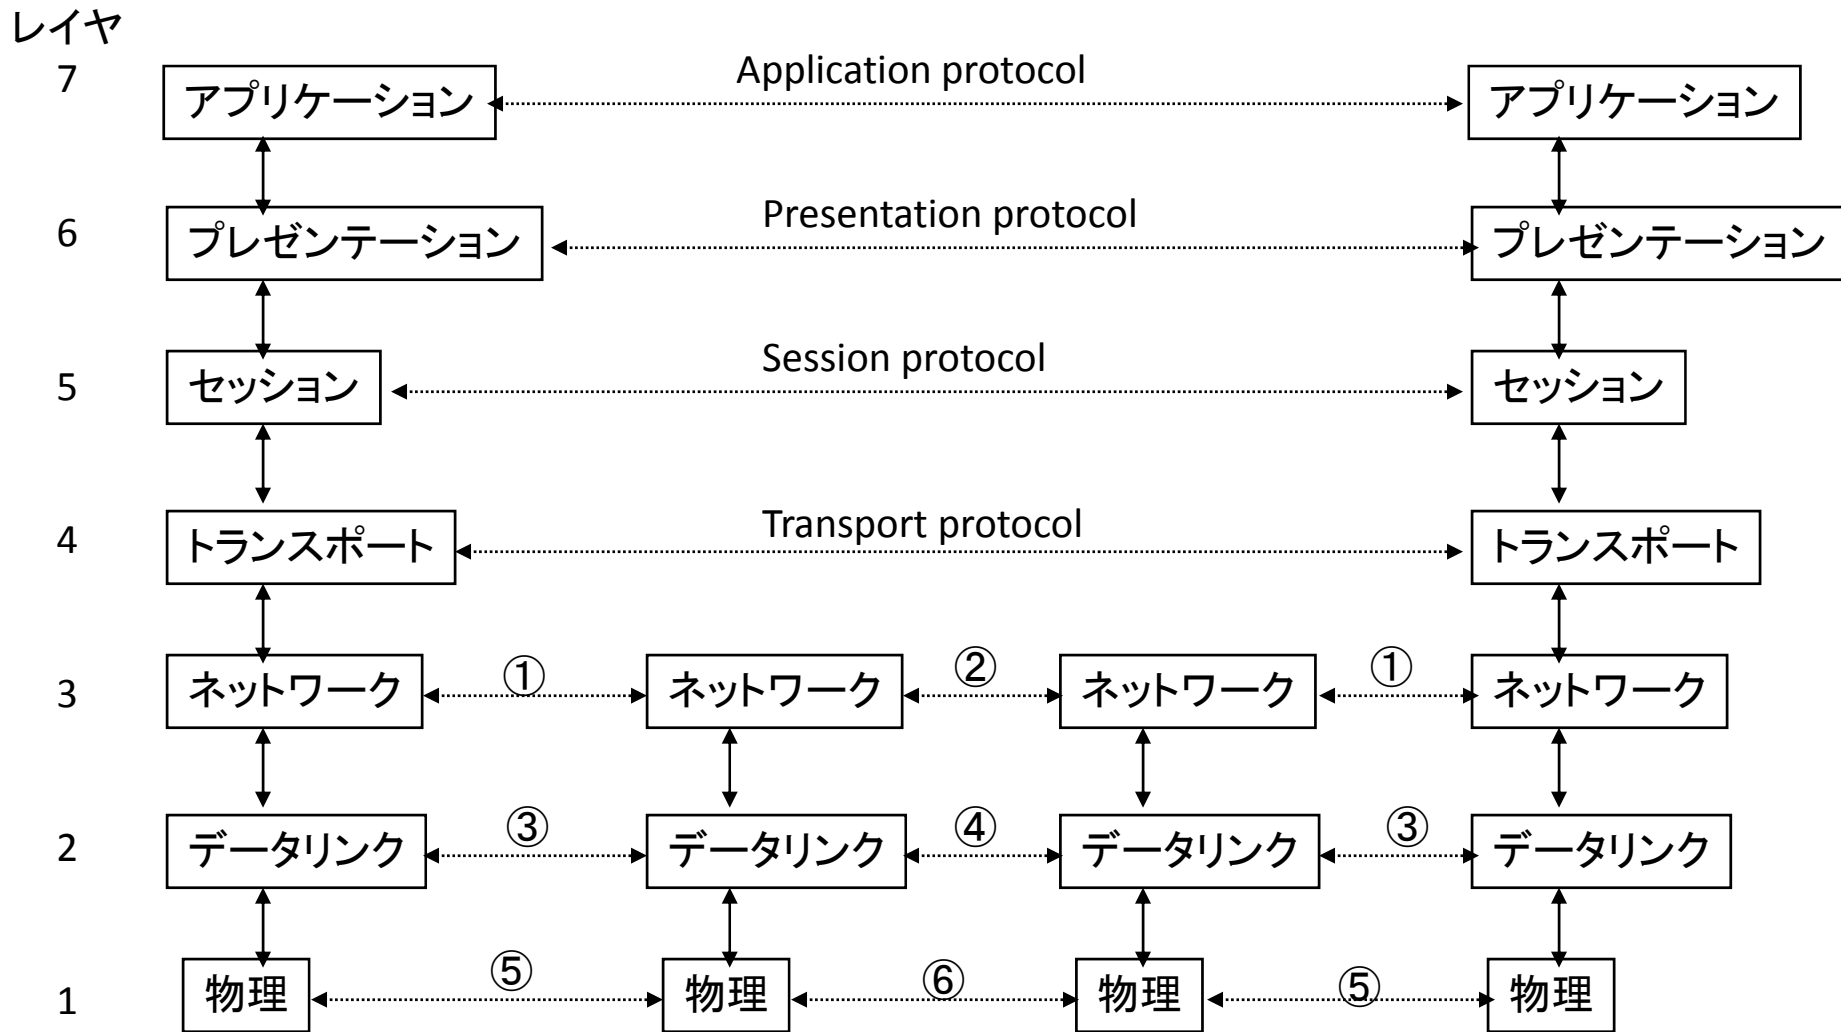 レイヤ
7
アプリケーション
Application protocol
アプリケーション
6
プレゼンテーション
Presentation protocol
プレゼンテーション
5
セッション
Session protocol
セッション
4
トランスポート
Transport protocol
トランスポート
3
ネットワーク
①
ネットワーク
②
ネットワーク
①
ネットワーク
2
データリンク
③
データリンク
④
データリンク
③
データリンク
1
物理
⑤
物理
⑥
物理
⑤
物理